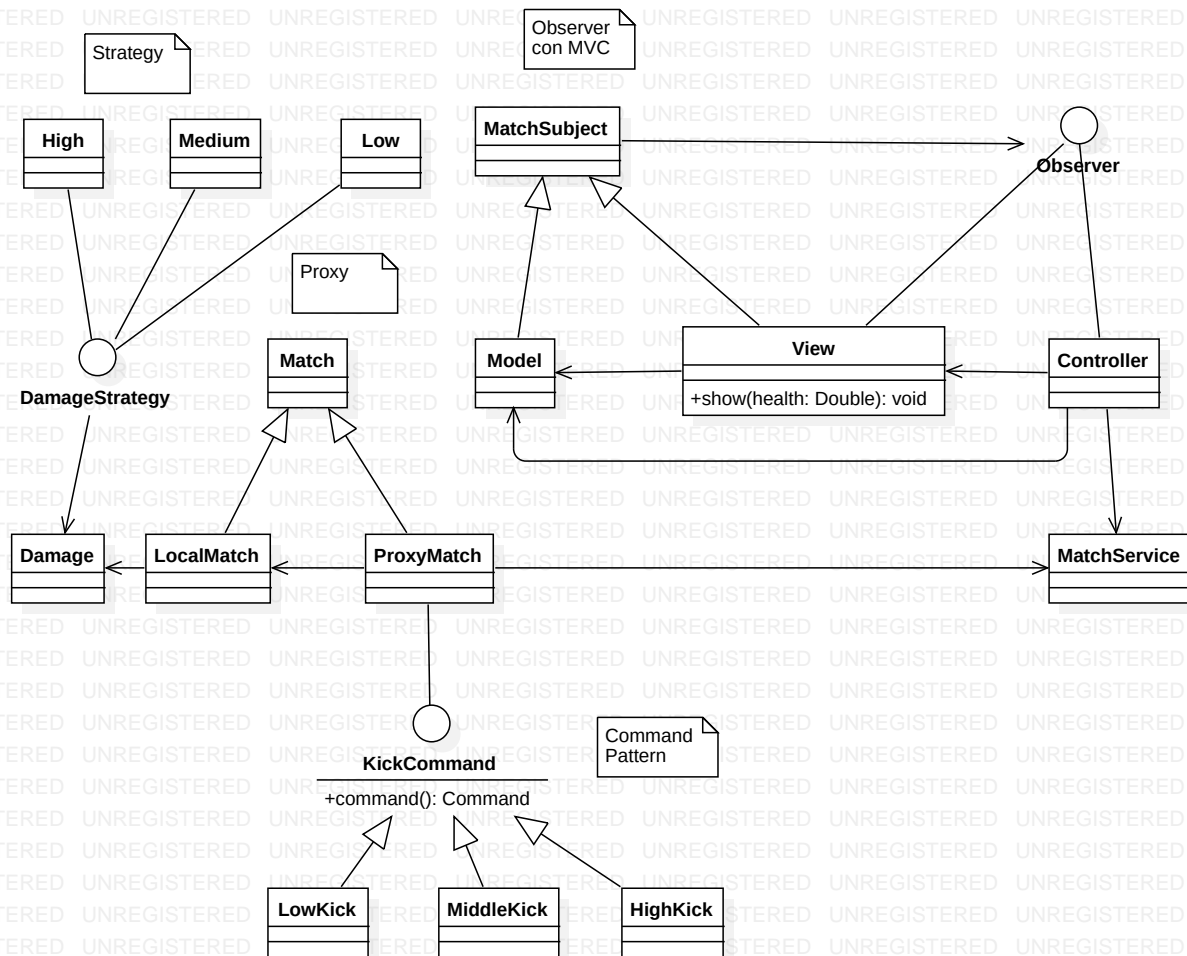 Strategy
Observer
con MVC
High
Medium
Low
MatchSubject
Observer
Proxy
Match
Model
View
+show(health: Double): void
Controller
DamageStrategy
Damage
LocalMatch
ProxyMatch
MatchService
KickCommand
+command(): Command
Command
Pattern
LowKick
MiddleKick
HighKick
UNREGISTERED